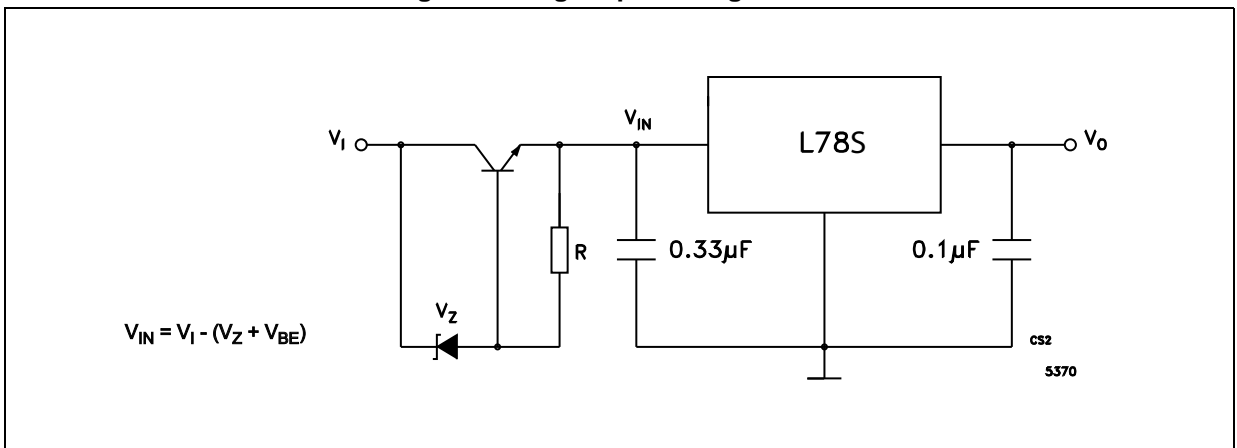 V_I
V_IN
L78S
V_O
R
0.33µF
0.1µF
V_Z
V_IN = V_I - (V_Z + V_BE)
CS2
5370